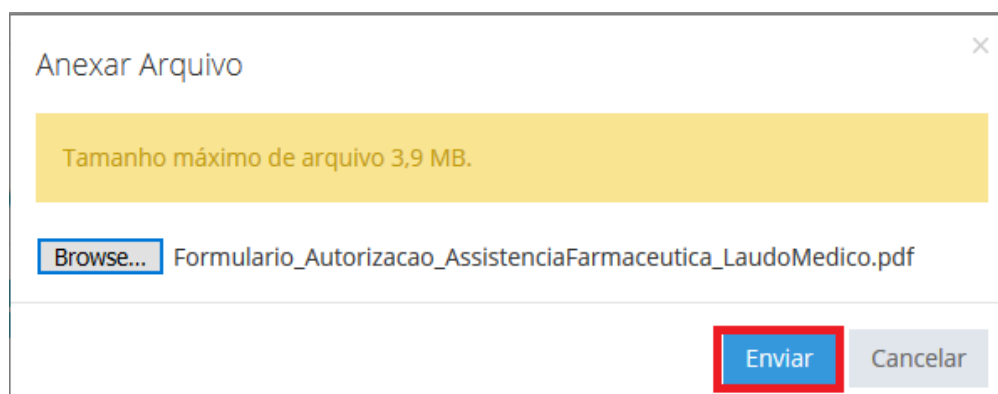 Anexar Arquivo
Tamanho máximo de arquivo 3,9 MB.
Browse... Formulario_Autorizacao_AssistenciaFarmaceutica_LaudoMedico.pdf
Enviar Cancelar